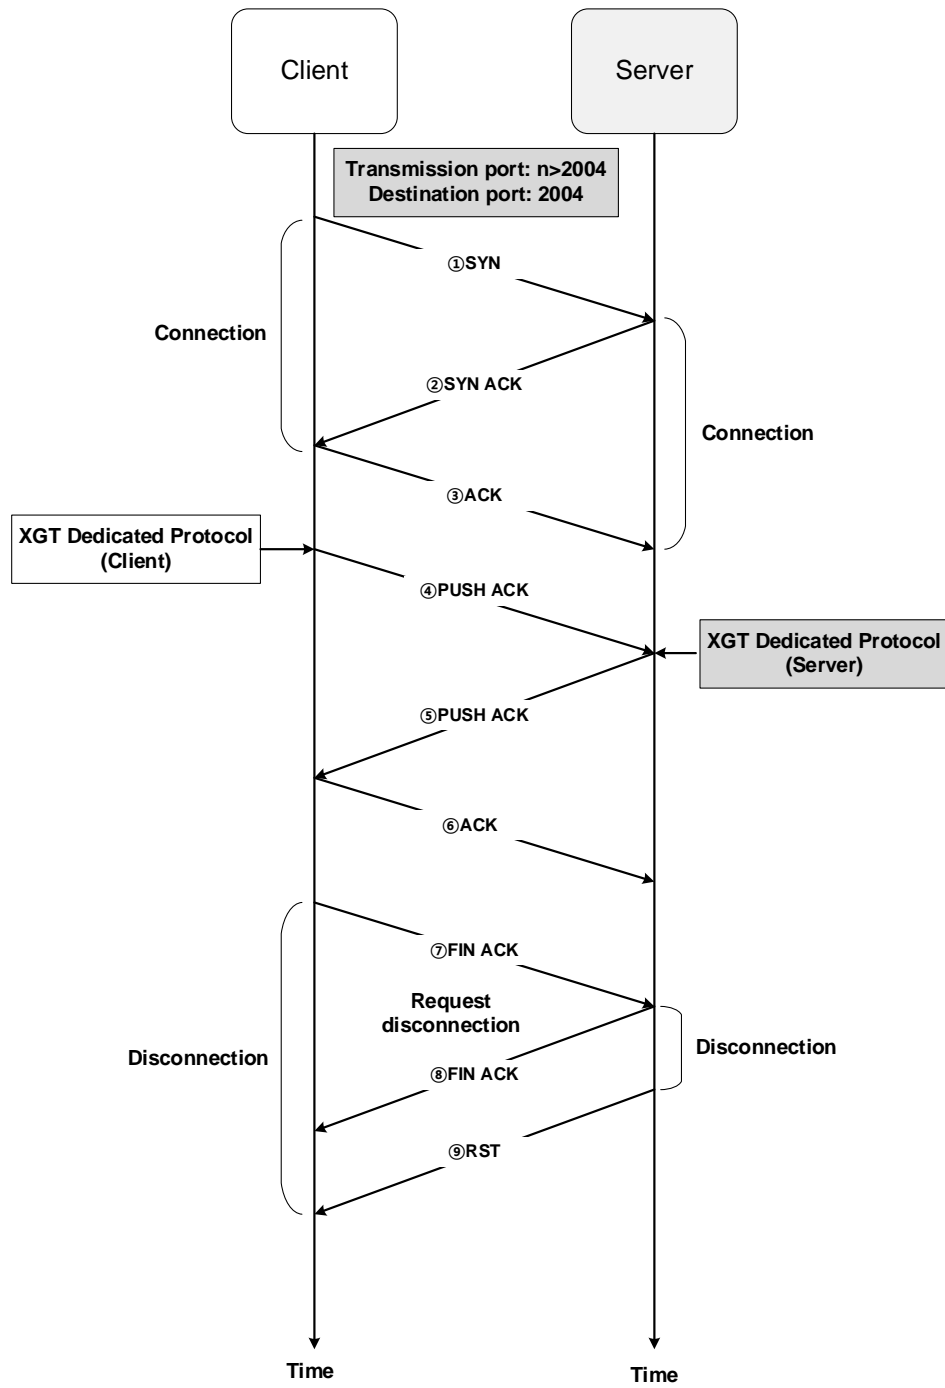 Client
Server
Transmission port: n>2004
Destination port: 2004
①SYN
Connection
②SYN ACK
Connection
③ACK
XGT Dedicated Protocol
(Client)
④PUSH ACK
XGT Dedicated Protocol
(Server)
⑤PUSH ACK
⑥ACK
⑦FIN ACK
Request
disconnection
Disconnection
Disconnection
⑧FIN ACK
⑨RST
Time
Time